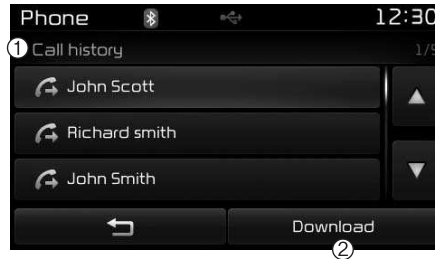 Phone 12:30
① Call history 1/5
John Scott
Richard smith
John Smith
Download
②